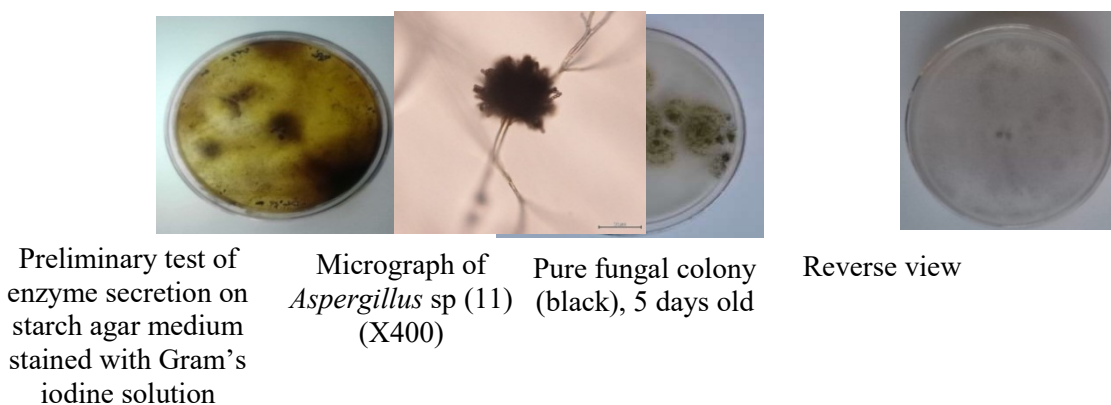 Preliminary test of
enzyme secretion on
starch agar medium
stained with Gram's
iodine solution
Micrograph of
Aspergillus sp (11)
(X400)
Pure fungal colony
(black), 5 days old
Reverse view